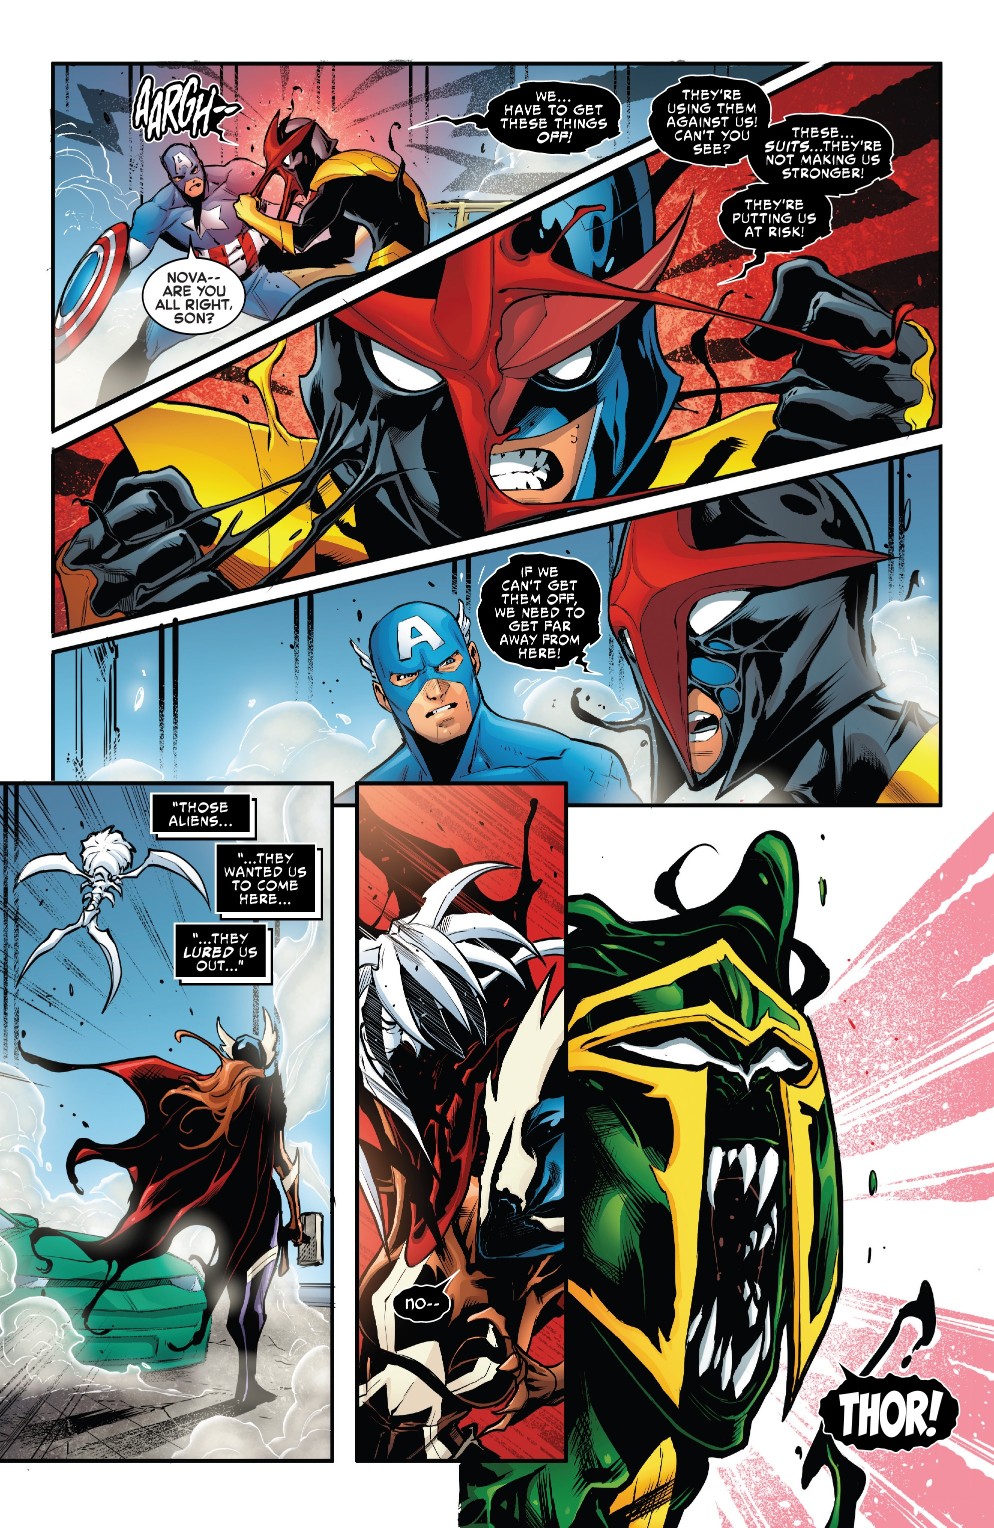 AARGH--
WE...
HAVE TO GET
THESE THINGS
OFF!
NOVA--
ARE YOU
ALL RIGHT,
SON?
THEY'RE
USING THEM
AGAINST US!
CAN'T YOU
SEE?
THESE...
SUITS...THEY'RE
NOT MAKING US
STRONGER!
THEY'RE
PUTTING US
AT RISK!
A
IF WE
CAN'T GET
THEM OFF,
WE NEED TO
GET FAR
AWAY FROM
HERE!
"THOSE
ALIENS...
"...THEY
WANTED US
TO COME
HERE...
"...THEY
LURED US
OUT..."
NO--
THOR!